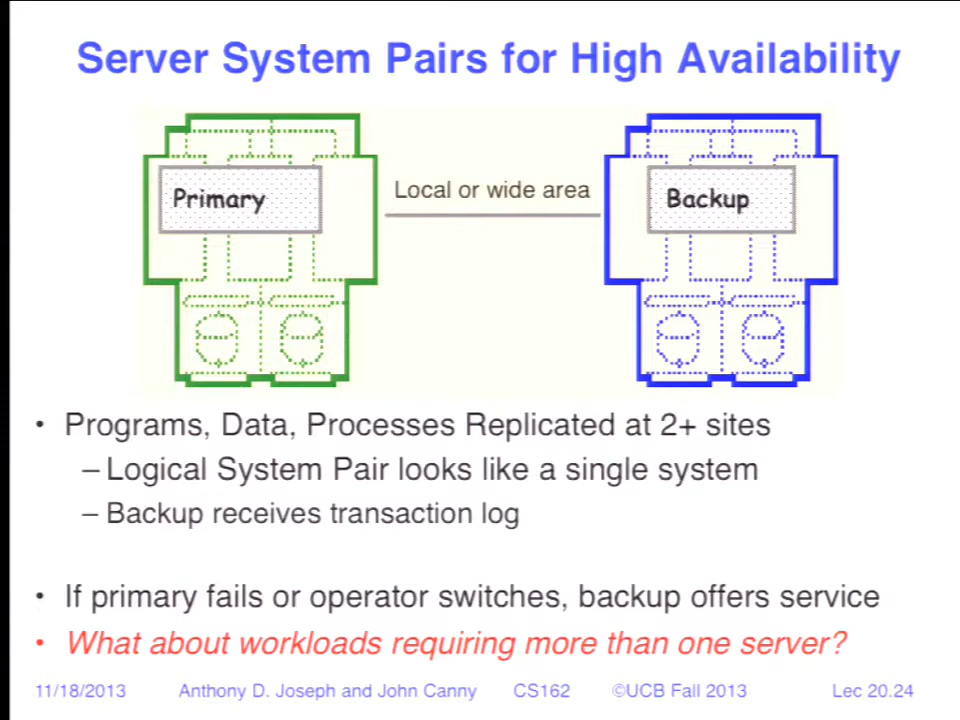 Server System Pairs for High Availability
Primary
Local or wide area
Backup
• Programs, Data, Processes Replicated at 2+ sites
– Logical System Pair looks like a single system
– Backup receives transaction log
• If primary fails or operator switches, backup offers service
• What about workloads requiring more than one server?
11/18/2013 Anthony D. Joseph and John Canny CS162 ©UCB Fall 2013 Lec 20.24